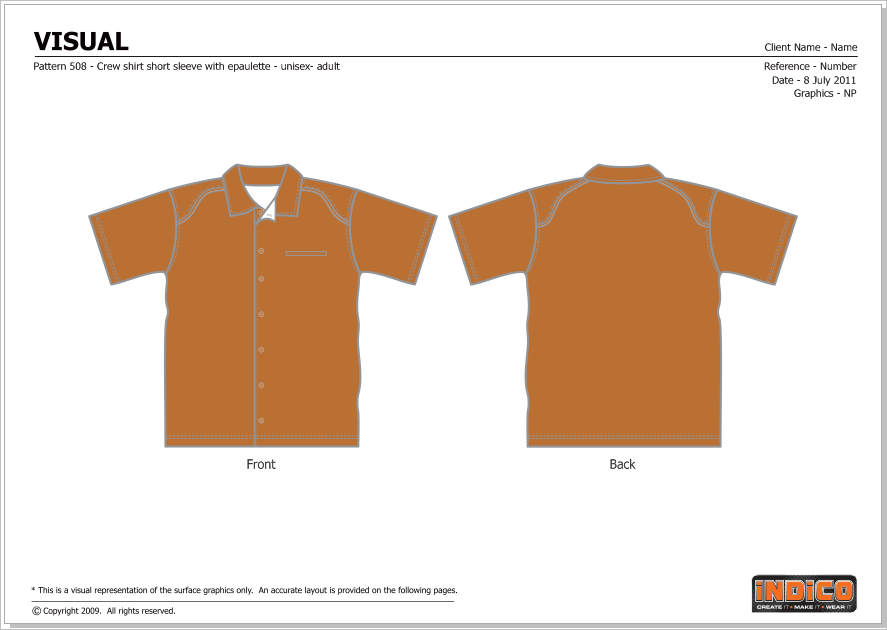 VISUAL
Client Name - Name
Pattern 508 - Crew shirt short sleeve with epaulette - unisex- adult
Reference - Number
Date - 8 July 2011
Graphics - NP
Front
Back
* This is a visual representation of the surface graphics only.  An accurate layout is provided on the following pages.
© Copyright 2009.  All rights reserved.
iNDiCO
CREATE IT • MAKE IT • WEAR IT